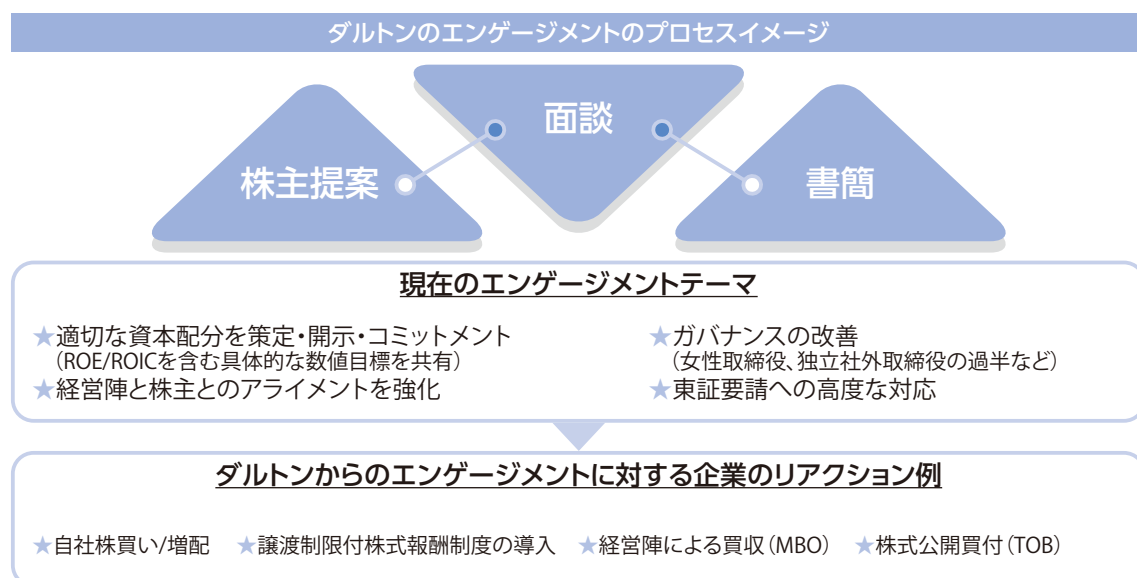 ダルトンのエンゲージメントのプロセスイメージ
面談
株主提案
書簡
現在のエンゲージメントテーマ
★適切な資本配分を策定・開示・コミットメント
(ROE/ROICを含む具体的な数値目標を共有)
★経営陣と株主とのアライメントを強化
★ガバナンスの改善
(女性取締役、独立社外取締役の過半など)
★東証要請への高度な対応
ダルトンからのエンゲージメントに対する企業のリアクション例
★自社株買い/増配 ★譲渡制限付株式報酬制度の導入 ★経営陣による買収(MBO) ★株式公開買付(TOB)